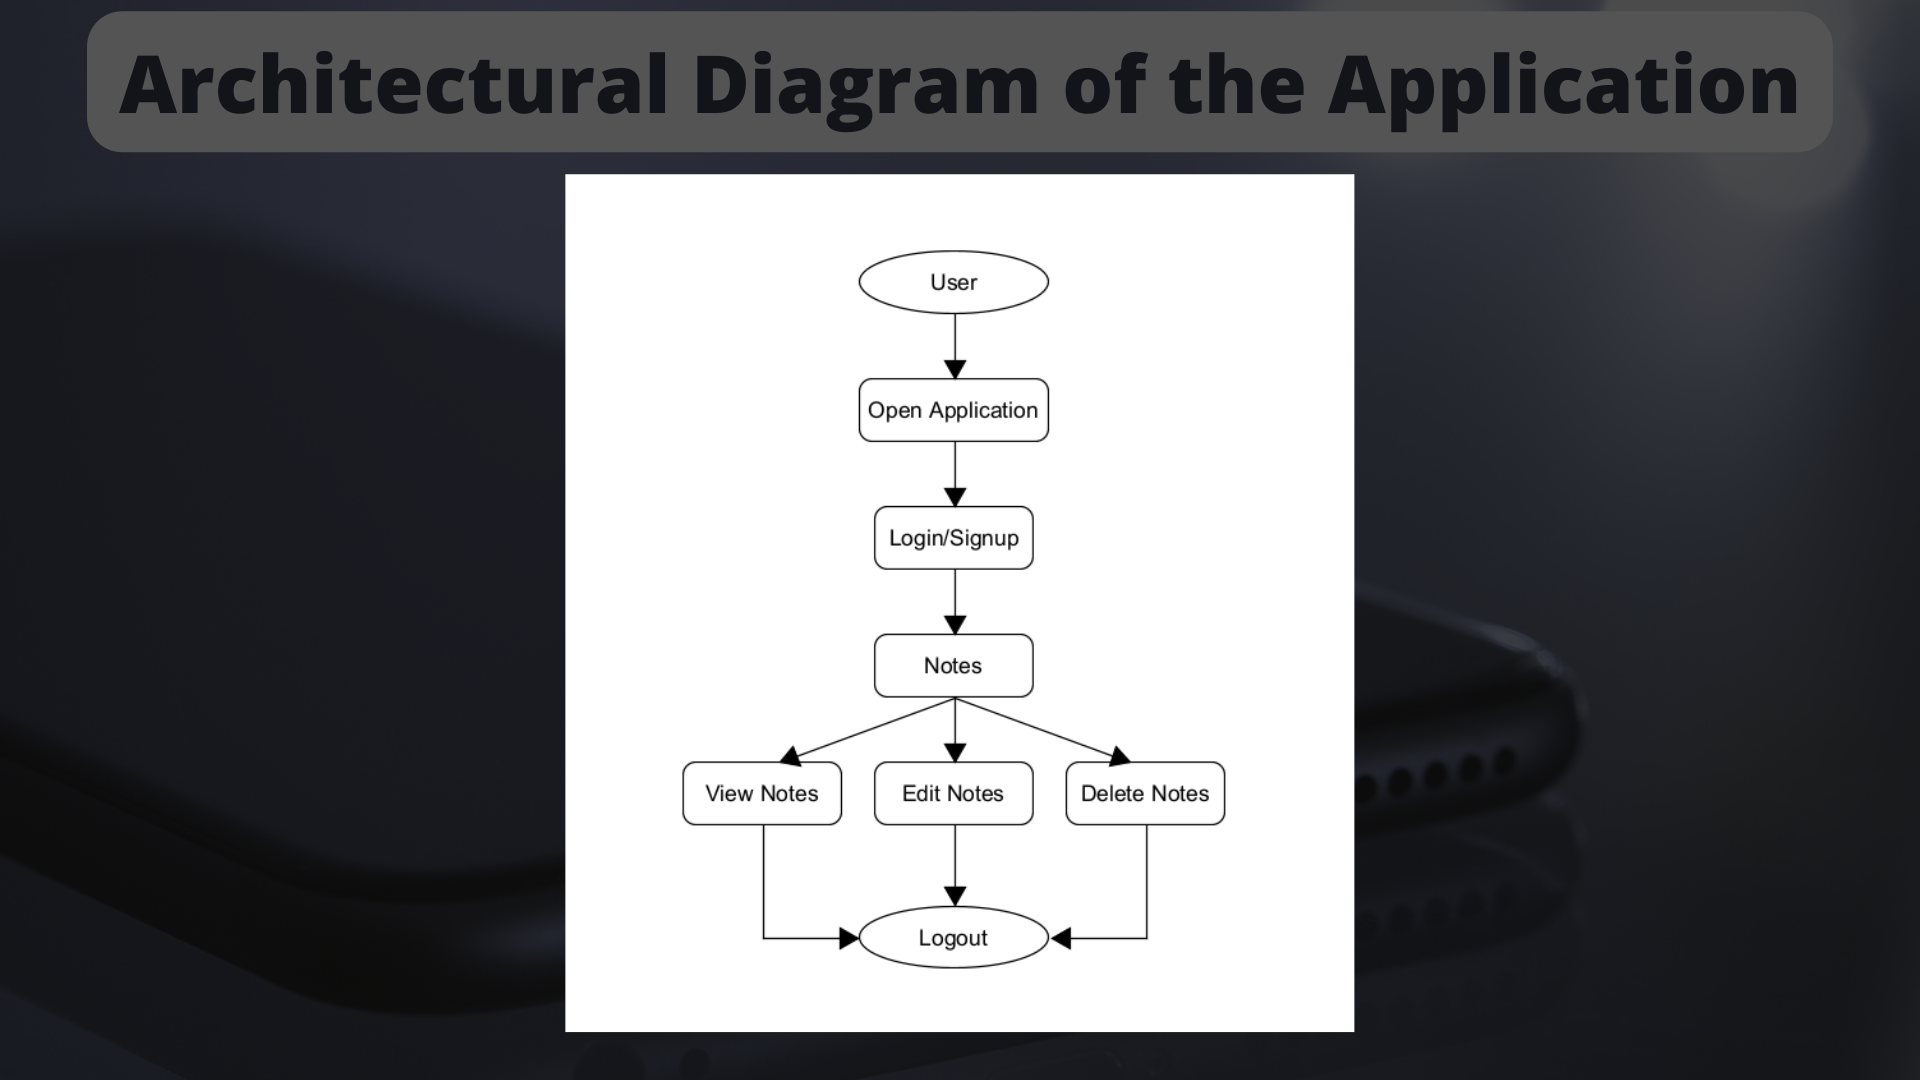 Architectural Diagram of the Application
User
Open Application
Login/Signup
Notes
View Notes
Edit Notes
Delete Notes
Logout